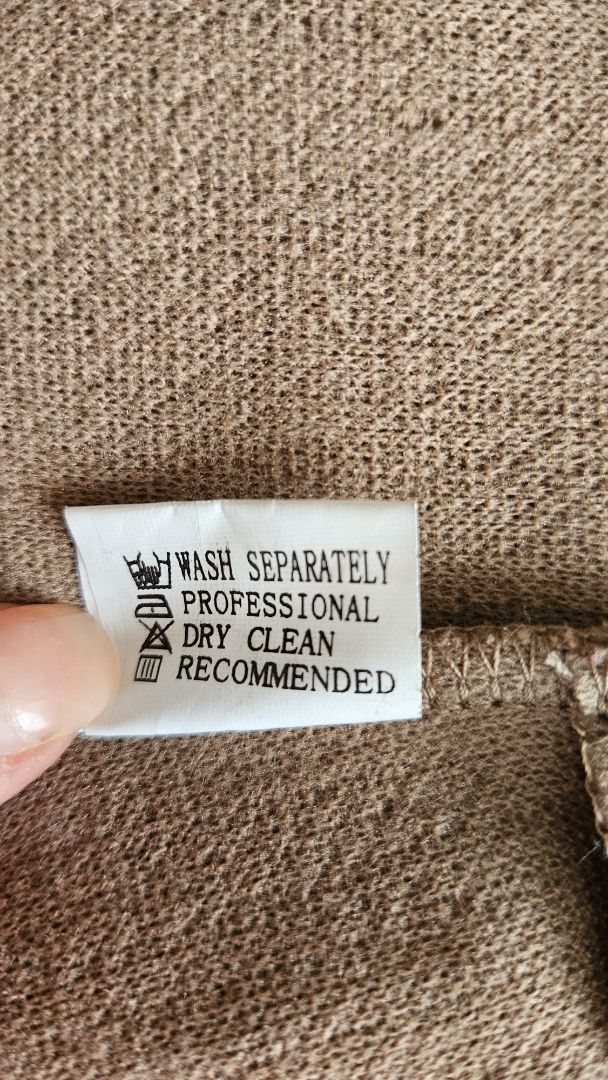 WASH SEPARATELY
PROFESSIONAL
DRY CLEAN
RECOMMENDED